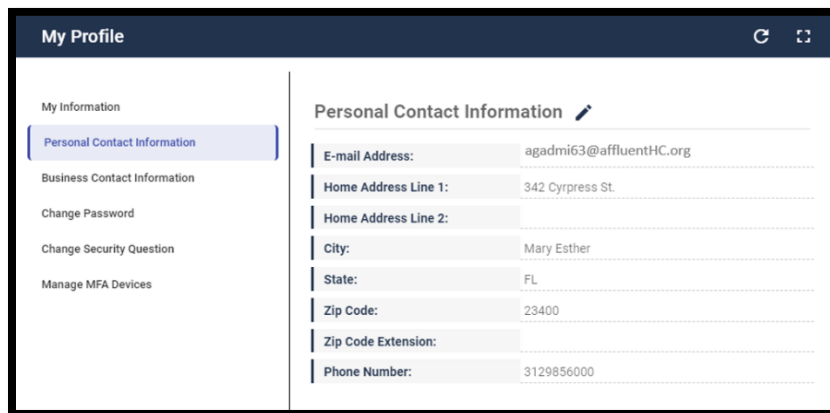 My Profile
My Information
Personal Contact Information
Business Contact Information
Change Password
Change Security Question
Manage MFA Devices
Personal Contact Information
E-mail Address: agadmi63@affluentHC.org
Home Address Line 1: 342 Cyrpress St.
Home Address Line 2:
City: Mary Esther
State: FL
Zip Code: 23400
Zip Code Extension:
Phone Number: 3129856000